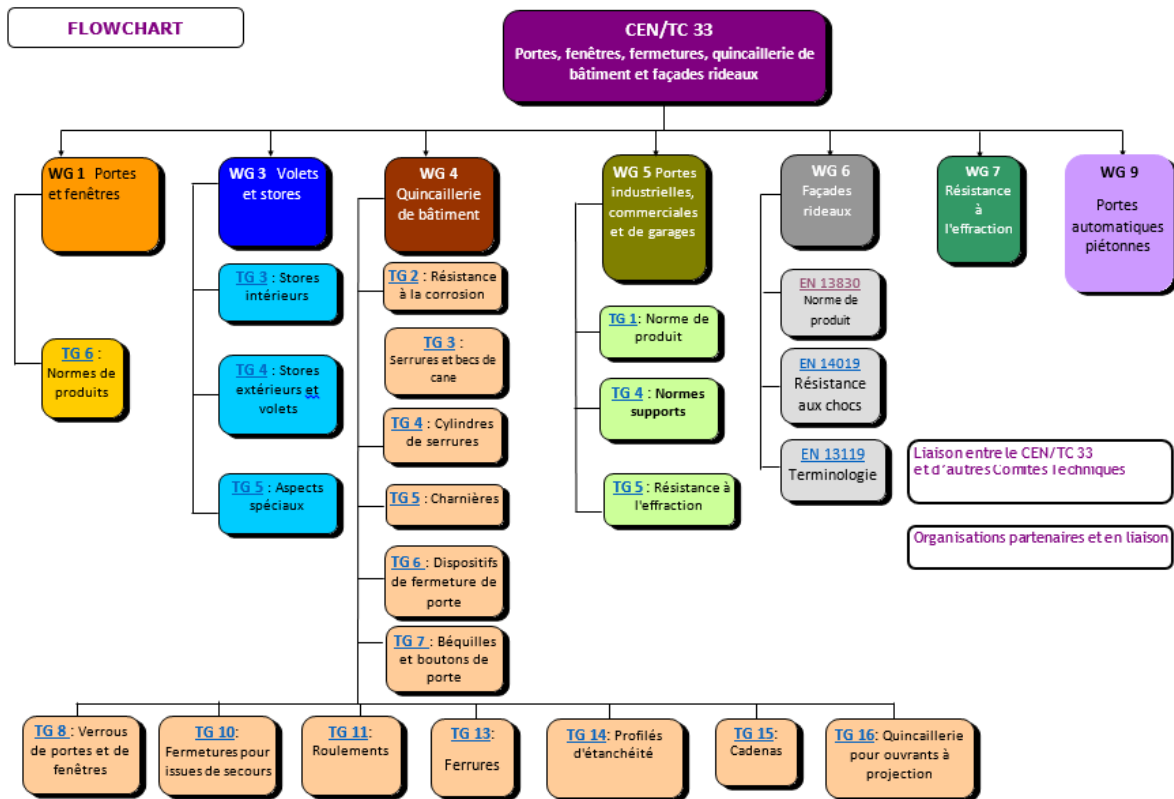 FLOWCHART
CEN/TC 33
Portes, fenêtres, fermetures, quincaillerie de
bâtiment et façades rideaux
WG 1 Portes
et fenêtres
WG 3 Volets
et stores
WG 4
Quincaillerie
de bâtiment
WG 5 Portes
industrielles,
commerciales
et de garages
WG 6
Façades
rideaux
WG 7
Résistance
à
l'effraction
WG 9
Portes
automatiques
piétonnes
TG 6 :
Normes de
produits
TG 3 : Stores
intérieurs
TG 4 : Stores
extérieurs et
volets
TG 5 : Aspects
spéciaux
TG 2 : Résistance
à la corrosion
TG 3 :
Serrures et becs de
cane
TG 4 : Cylindres
de serrures
TG 5 : Charnières
TG 6 : Dispositifs
de fermeture de
porte
TG 7 : Béquilles
et boutons de
porte
TG 1: Norme de
produit
TG 4 : Normes
supports
TG 5 : Résistance à
l'effraction
EN 13830
Norme de
produit
EN 14019
Résistance
aux chocs
EN 13119
Terminologie
Liaison entre le CEN/TC 33
et d'autres Comités Techniques
Organisations partenaires et en liaison
TG 8 : Verrous
de portes et de
fenêtres
TG 10:
Fermetures pour
issues de secours
TG 11:
Roulements
TG 13:
Ferrures
TG 14: Profilés
d'étanchéité
TG 15:
Cadenas
TG 16: Quincaillerie
pour ouvrants à
projection